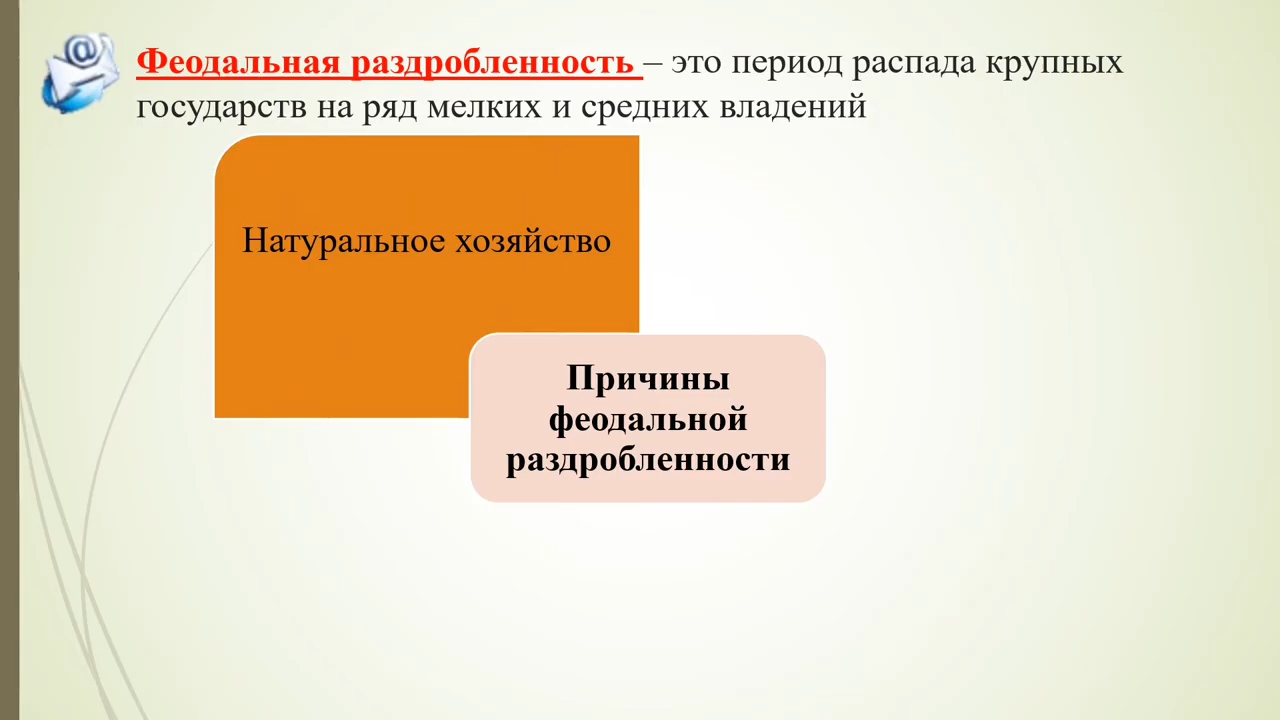 Феодальная раздробленность – это период распада крупных
государств на ряд мелких и средних владений
Натуральное хозяйство
Причины
феодальной
раздробленности